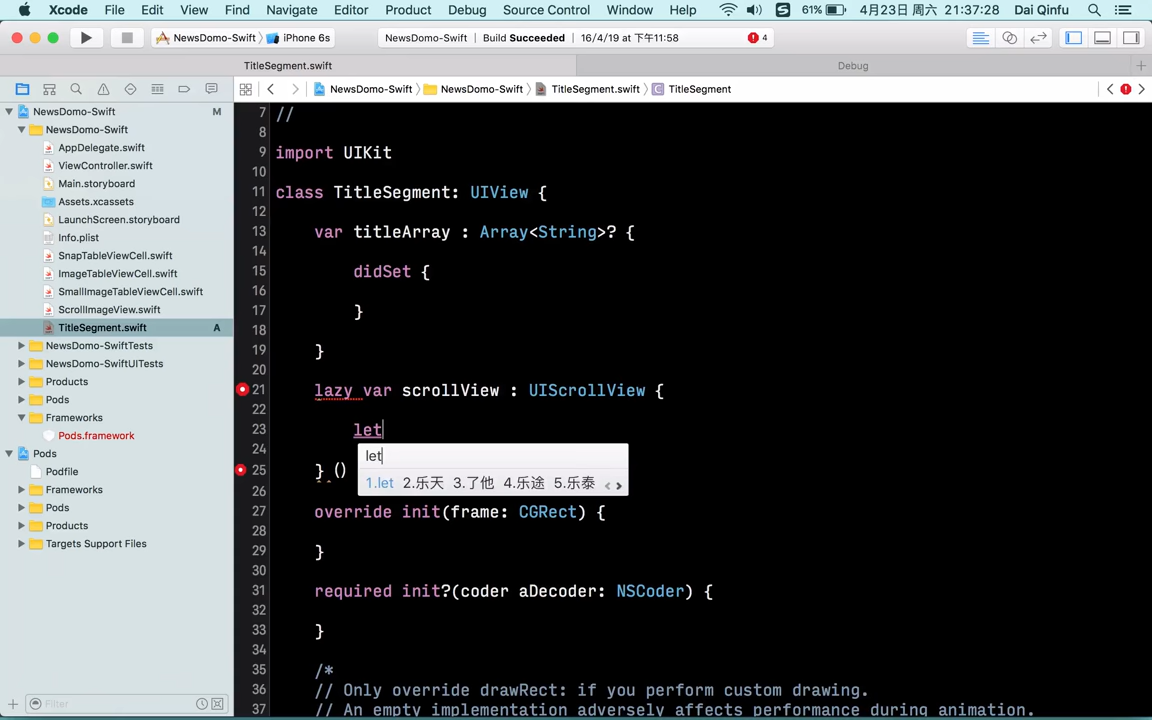 Xcode File Edit View Find Navigate Editor Product Debug Source Control Window Help 61% 4月23日 周六 21:37:28 Dai Qinfu
NewsDomo-Swift iPhone 6s NewsDomo-Swift Build Succeeded 16/4/19 at 下午11:58 4
TitleSegment.swift Debug
NewsDomo-Swift NewsDomo-Swift TitleSegment.swift C TitleSegment
NewsDomo-Swift M
NewsDomo-Swift
AppDelegate.swift
ViewController.swift
Main.storyboard
Assets.xcassets
LaunchScreen.storyboard
Info.plist
SnapTableViewCell.swift
ImageTableViewCell.swift
SmallImageTableViewCell.swift
ScrollImageView.swift
TitleSegment.swift A
NewsDomo-SwiftTests
NewsDomo-SwiftUITests
Products
Pods
Frameworks
Pods.framework
Pods
Podfile
Frameworks
Pods
Products
Targets Support Files
Filter
7 //
8
9 import UIKit
10
11 class TitleSegment: UIView {
12
13 var titleArray : Array<String>? {
14
15 didSet {
16
17 }
18
19 }
20
21 lazy var scrollView : UIScrollView {
22
23 let
24
25 } ()
26
27 override init(frame: CGRect) {
28
29 }
30
31 required init?(coder aDecoder: NSCoder) {
32
33 }
34
35 /*
36 // Only override drawRect: if you perform custom drawing.
37 // An empty implementation adversely affects performance during animation.
let
1.let 2.乐天 3.了他 4.乐途 5.乐泰